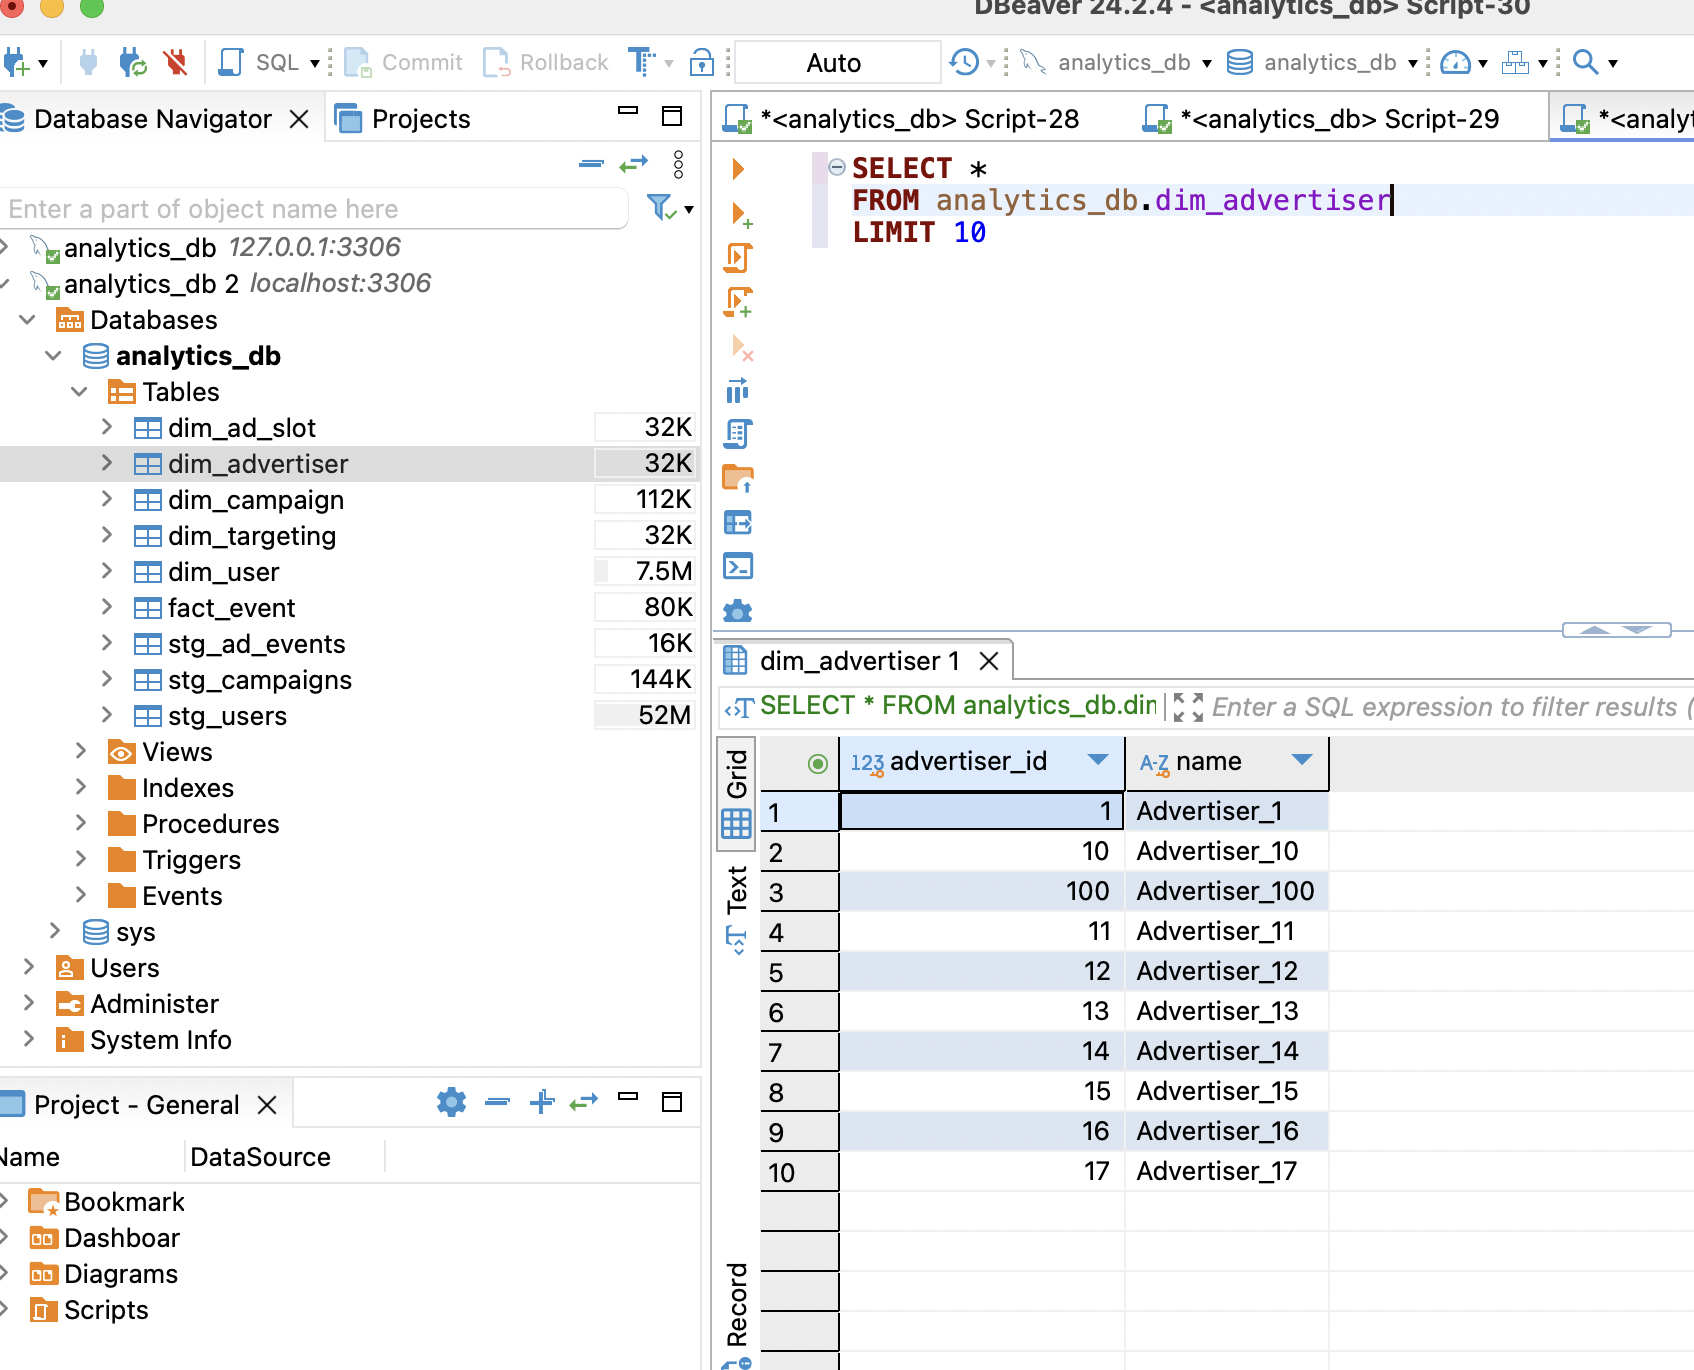 DBeaver 24.2.4 - <analytics_db> Script-30
SQL Commit Rollback Auto analytics_db analytics_db
Database Navigator Projects
Enter a part of object name here
analytics_db 127.0.0.1:3306
analytics_db 2 localhost:3306
Databases
analytics_db
Tables
dim_ad_slot 32K
dim_advertiser 32K
dim_campaign 112K
dim_targeting 32K
dim_user 7.5M
fact_event 80K
stg_ad_events 16K
stg_campaigns 144K
stg_users 52M
Views
Indexes
Procedures
Triggers
Events
sys
Users
Administer
System Info
Project - General
Name DataSource
Bookmark
Dashboar
Diagrams
Scripts
*<analytics_db> Script-28 *<analytics_db> Script-29 *<analyt
SELECT *
FROM analytics_db.dim_advertiser
LIMIT 10
dim_advertiser 1
SELECT * FROM analytics_db.dim Enter a SQL expression to filter results (
Grid
Text
Record
123 advertiser_id A-Z name
1 1 Advertiser_1
2 10 Advertiser_10
3 100 Advertiser_100
4 11 Advertiser_11
5 12 Advertiser_12
6 13 Advertiser_13
7 14 Advertiser_14
8 15 Advertiser_15
9 16 Advertiser_16
10 17 Advertiser_17